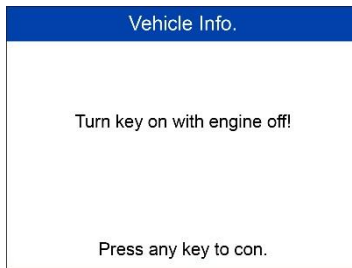 Vehicle Info.
Turn key on with engine off!
Press any key to con.